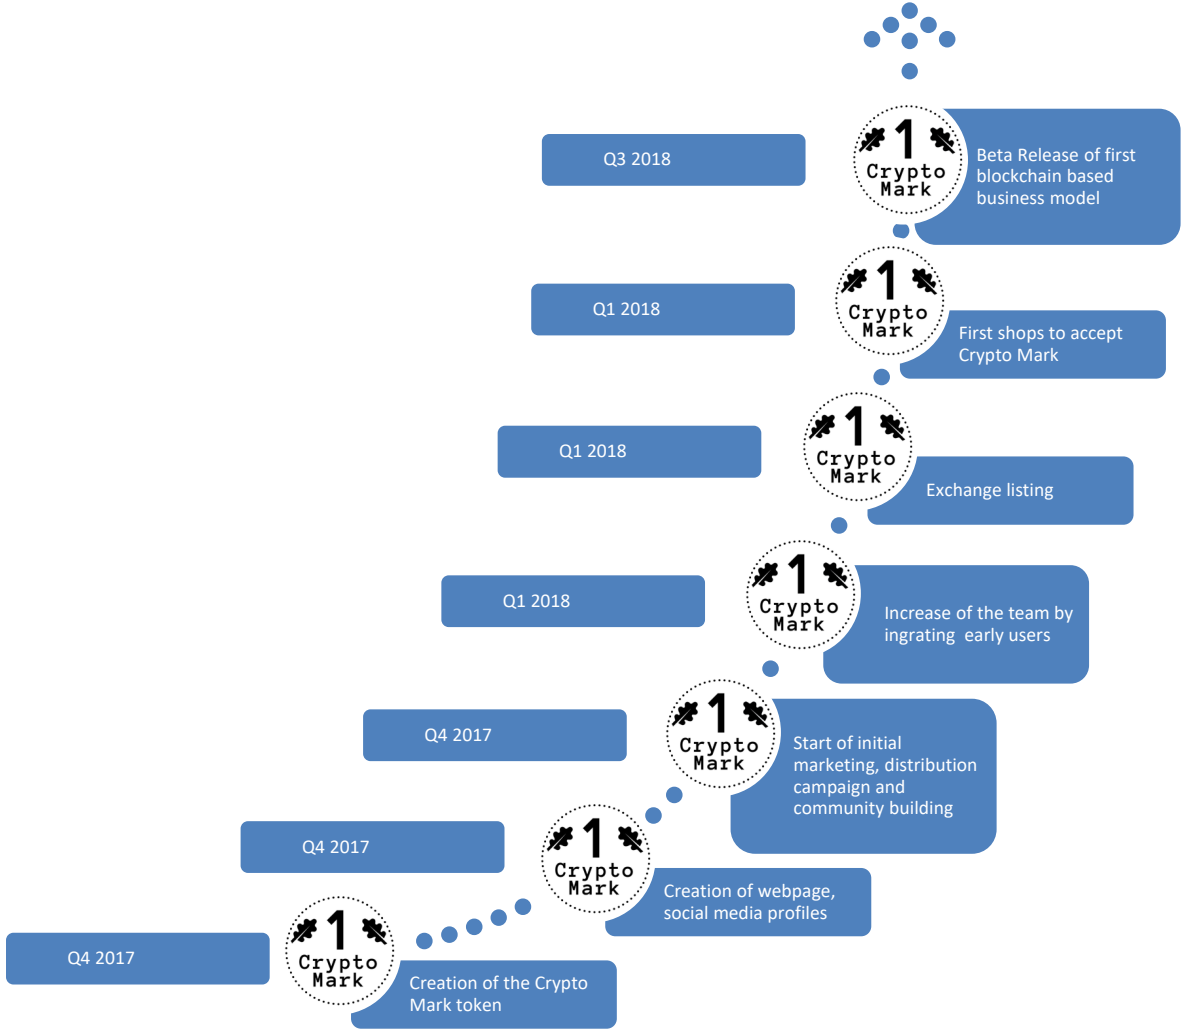 Q3 2018
1
Crypto
Mark
Beta Release of first
blockchain based
business model
Q1 2018
1
Crypto
Mark
First shops to accept
Crypto Mark
Q1 2018
1
Crypto
Mark
Exchange listing
Q1 2018
1
Crypto
Mark
Increase of the team by
ingrating  early users
Q4 2017
1
Crypto
Mark
Start of initial
marketing, distribution
campaign and
community building
Q4 2017
1
Crypto
Mark
Creation of webpage,
social media profiles
Q4 2017
1
Crypto
Mark
Creation of the Crypto
Mark token